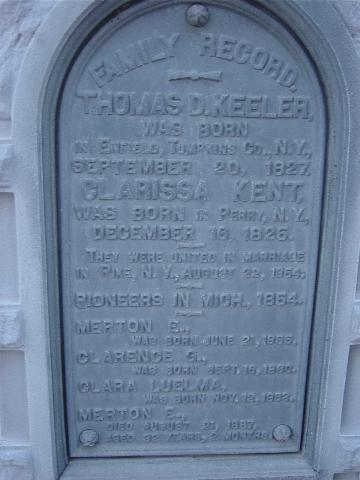 FAMILY RECORD.
THOMAS D. KEELER,
WAS BORN
IN ENFIELD, TOMPKINS CO., N.Y.,
SEPTEMBER 20, 1827.
CLARISSA KENT,
WAS BORN IN PERRY, N.Y.,
DECEMBER 16, 1826.
THEY WERE UNITED IN MARRIAGE
IN PIKE, N.Y., AUGUST 22, 1854;
PIONEERS IN MICH., 1854.
MERTON E.,
WAS BORN JUNE 21, 1855.
CLARENCE G.,
WAS BORN SEPT. 16, 1860.
CLARA LUELMA,
WAS BORN NOV. 12, 1862.
MERTON E.,
DIED AUGUST 21, 1887,
AGED 32 YEARS, 2 MONTHS.